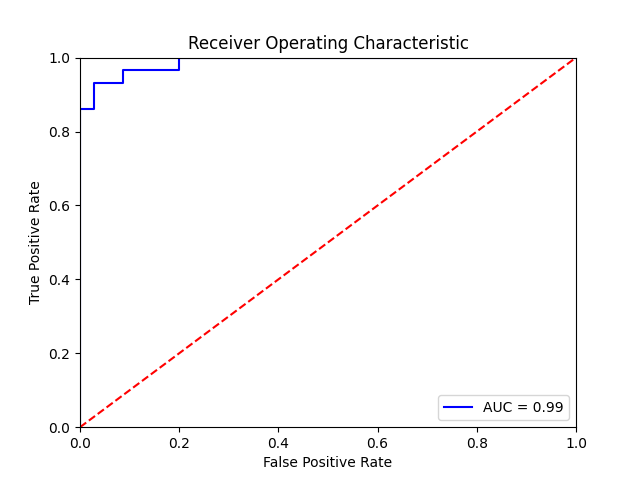 Receiver Operating Characteristic
1.0
0.8
0.6
0.4
0.2
0.0
True Positive Rate
AUC = 0.99
0.0 0.2 0.4 0.6 0.8 1.0
False Positive Rate